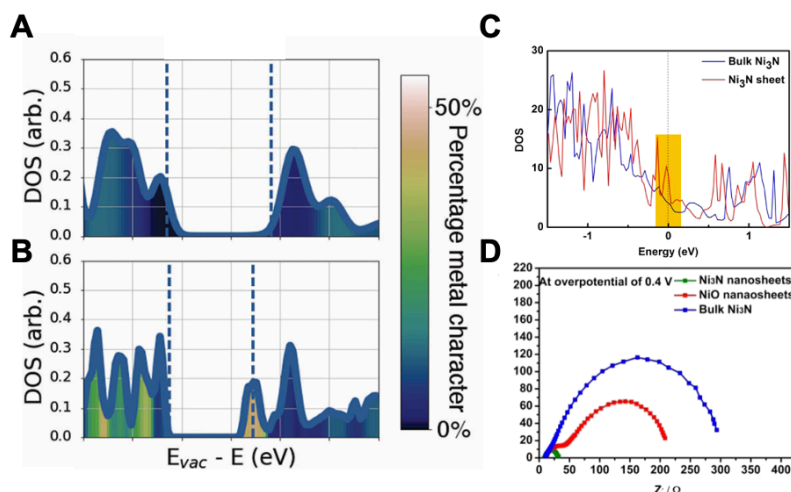 A
DOS (arb.)
0.6
0.5
0.4
0.3
0.2
0.1
0.0
B
DOS (arb.)
0.6
0.5
0.4
0.3
0.2
0.1
0.0
E_vac - E (eV)
50%
0%
Percentage metal character
C
DOS
30
20
10
0
Bulk Ni₃N
Ni₃N sheet
-1
0
1
Energy (eV)
D
220
200
180
160
140
120
100
80
60
40
20
0
At overpotential of 0.4 V
Ni₃N nanosheets
NiO nanaosheets
Bulk Ni₃N
0
50
100
150
200
250
300
350
400